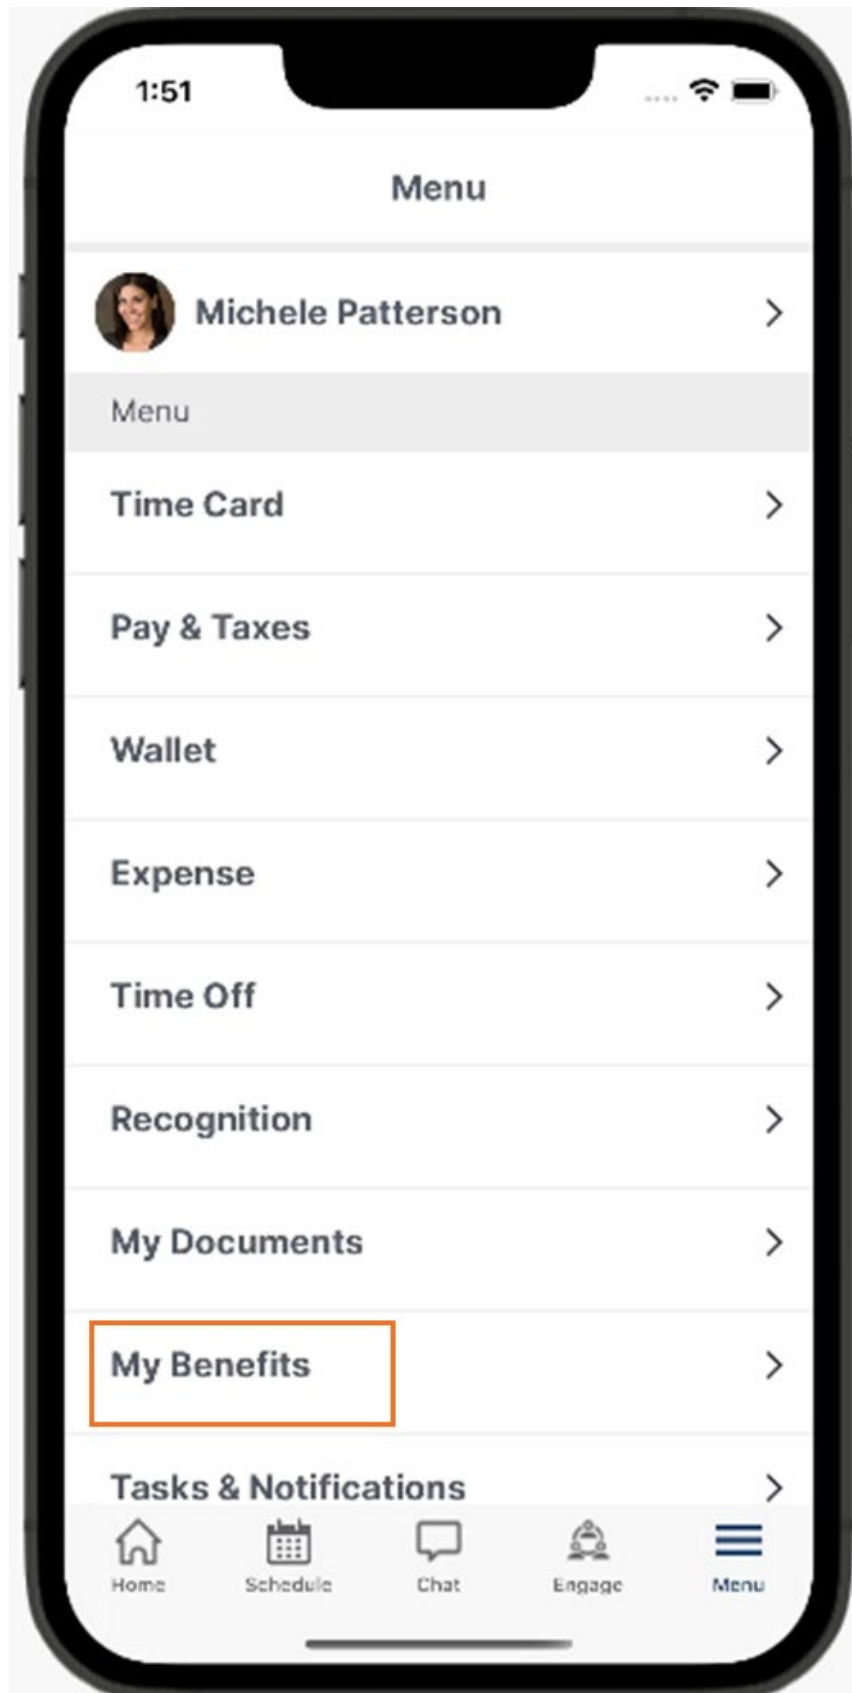 1:51
Menu
Michele Patterson
Menu
Time Card
Pay & Taxes
Wallet
Expense
Time Off
Recognition
My Documents
My Benefits
Tasks & Notifications
Home Schedule Chat Engage Menu